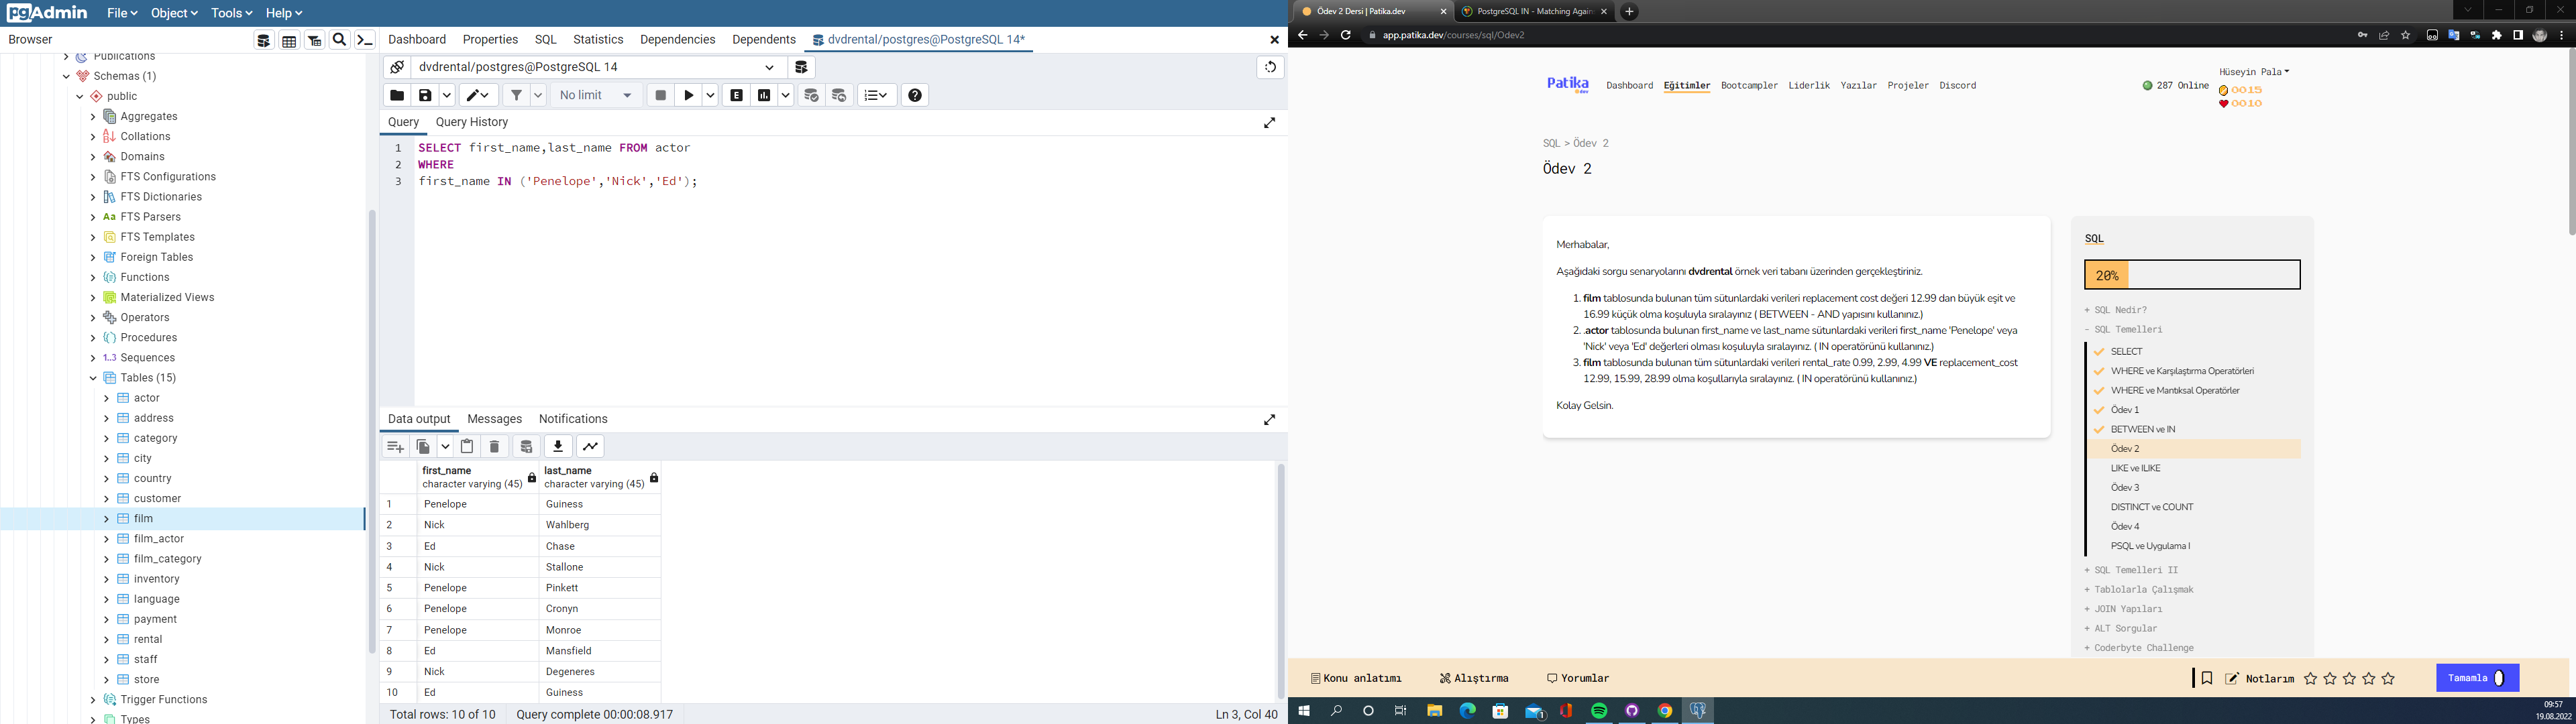 pgAdmin File Object Tools Help
Browser
Publications
Schemas (1)
public
Aggregates
Collations
Domains
FTS Configurations
FTS Dictionaries
FTS Parsers
FTS Templates
Foreign Tables
Functions
Materialized Views
Operators
Procedures
1..3 Sequences
Tables (15)
actor
address
category
city
country
customer
film
film_actor
film_category
inventory
language
payment
rental
staff
store
Trigger Functions
Types
Dashboard Properties SQL Statistics Dependencies Dependents dvdrental/postgres@PostgreSQL 14*
dvdrental/postgres@PostgreSQL 14
No limit
Query Query History
1 SELECT first_name,last_name FROM actor
2 WHERE
3 first_name IN ('Penelope','Nick','Ed');
Data output Messages Notifications
first_name last_name
character varying (45) character varying (45)
1 Penelope Guiness
2 Nick Wahlberg
3 Ed Chase
4 Nick Stallone
5 Penelope Pinkett
6 Penelope Cronyn
7 Penelope Monroe
8 Ed Mansfield
9 Nick Degeneres
10 Ed Guiness
Total rows: 10 of 10 Query complete 00:00:08.917 Ln 3, Col 40
Ödev 2 Dersi | Patika.dev PostgreSQL IN - Matching Again
app.patika.dev/courses/sql/Odev2
Patika dev Dashboard Eğitimler Bootcampler Liderlik Yazılar Projeler Discord
287 Online
Hüseyin Pala
0015
0010
SQL > Ödev 2
Ödev 2
Merhabalar,
Aşağıdaki sorgu senaryolarını dvdrental örnek veri tabanı üzerinden gerçekleştiriniz.
1. film tablosunda bulunan tüm sütunlardaki verileri replacement cost değeri 12.99 dan büyük eşit ve
16.99 küçük olma koşuluyla sıralayınız ( BETWEEN - AND yapısını kullanınız.)
2. .actor tablosunda bulunan first_name ve last_name sütunlardaki verileri first_name 'Penelope' veya
'Nick' veya 'Ed' değerleri olması koşuluyla sıralayınız. ( IN operatörünü kullanınız.)
3. film tablosunda bulunan tüm sütunlardaki verileri rental_rate 0.99, 2.99, 4.99 VE replacement_cost
12.99, 15.99, 28.99 olma koşullarıyla sıralayınız. ( IN operatörünü kullanınız.)
Kolay Gelsin.
SQL
20%
+ SQL Nedir?
- SQL Temelleri
SELECT
WHERE ve Karşılaştırma Operatörleri
WHERE ve Mantıksal Operatörler
Ödev 1
BETWEEN ve IN
Ödev 2
LIKE ve ILIKE
Ödev 3
DISTINCT ve COUNT
Ödev 4
PSQL ve Uygulama I
+ SQL Temelleri II
+ Tablolarla Çalışmak
+ JOIN Yapıları
+ ALT Sorgular
+ Coderbyte Challenge
Konu anlatımı Alıştırma Yorumlar Notlarım Tamamla
09:57
19.08.2022